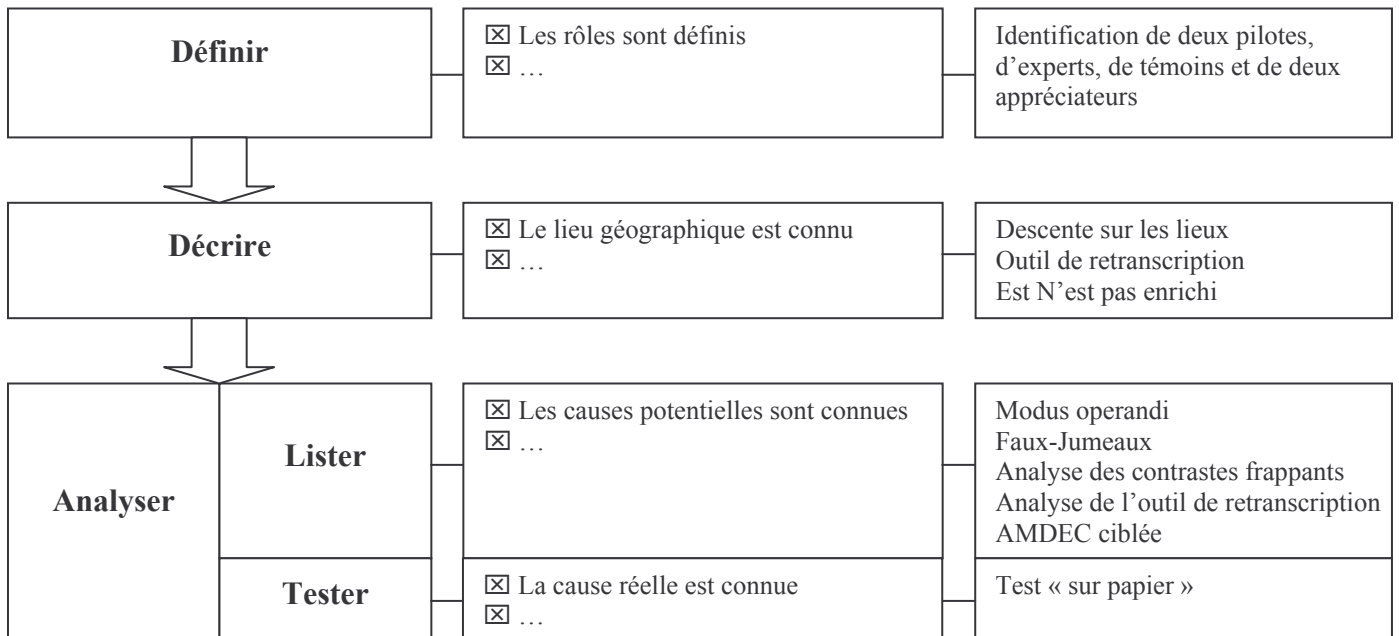 Définir
☒ Les rôles sont définis
☒ …
Identification de deux pilotes,
d’experts, de témoins et de deux
appréciateurs
Décrire
☒ Le lieu géographique est connu
☒ …
Descente sur les lieux
Outil de retranscription
Est N’est pas enrichi
Analyser
Lister
☒ Les causes potentielles sont connues
☒ …
Modus operandi
Faux-Jumeaux
Analyse des contrastes frappants
Analyse de l’outil de retranscription
AMDEC ciblée
Tester
☒ La cause réelle est connue
☒ …
Test « sur papier »